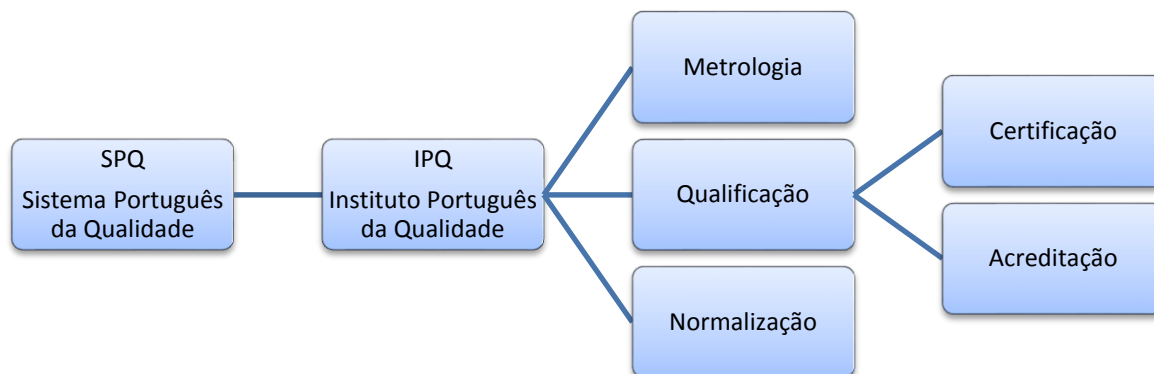 SPQ
Sistema Português
da Qualidade
IPQ
Instituto Português
da Qualidade
Metrologia
Qualificação
Normalização
Certificação
Acreditação